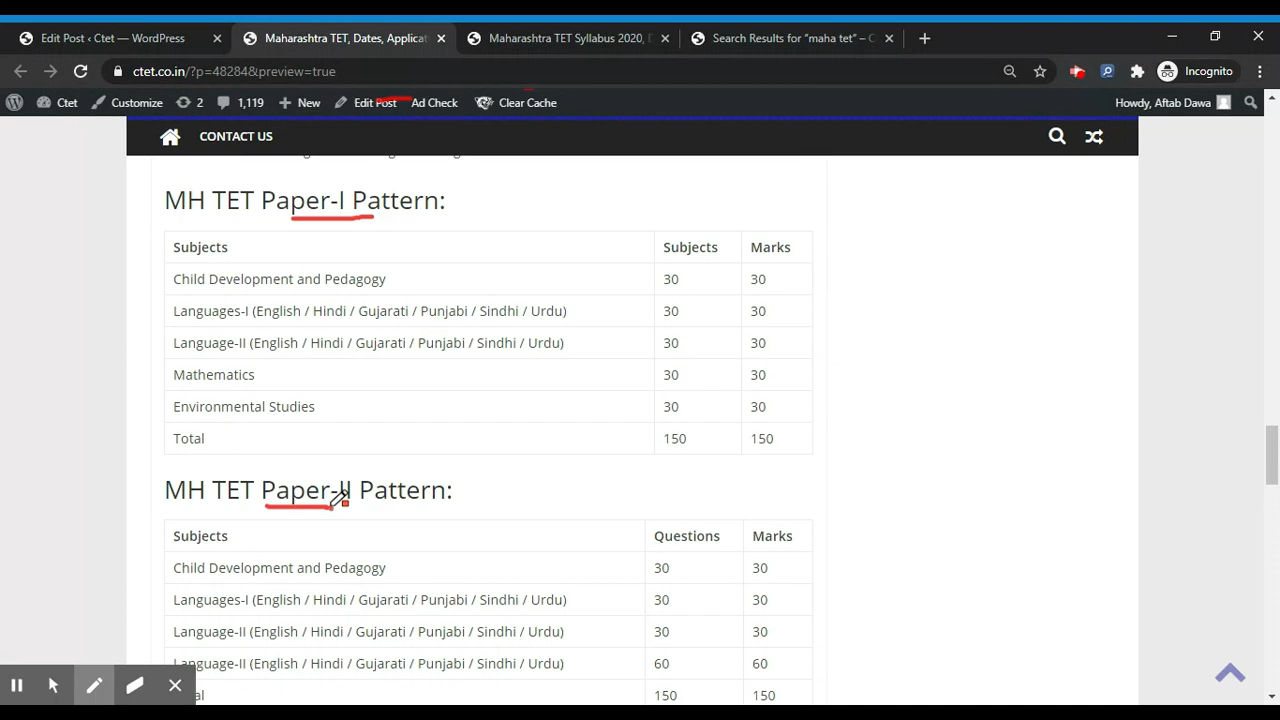 Edit Post ‹ Ctet — WordPress
Maharashtra TET, Dates, Applicat
Maharashtra TET Syllabus 2020,
Search Results for "maha tet" – C
ctet.co.in/?p=48284&preview=true
Incognito
Ctet Customize 2 1,119 New Edit Post Ad Check Clear Cache Howdy, Aftab Dawa
CONTACT US
MH TET Paper-I Pattern:
Subjects Subjects Marks
Child Development and Pedagogy 30 30
Languages-I (English / Hindi / Gujarati / Punjabi / Sindhi / Urdu) 30 30
Language-II (English / Hindi / Gujarati / Punjabi / Sindhi / Urdu) 30 30
Mathematics 30 30
Environmental Studies 30 30
Total 150 150
MH TET Paper-II Pattern:
Subjects Questions Marks
Child Development and Pedagogy 30 30
Languages-I (English / Hindi / Gujarati / Punjabi / Sindhi / Urdu) 30 30
Language-II (English / Hindi / Gujarati / Punjabi / Sindhi / Urdu) 30 30
Language-II (English / Hindi / Gujarati / Punjabi / Sindhi / Urdu) 60 60
150 150